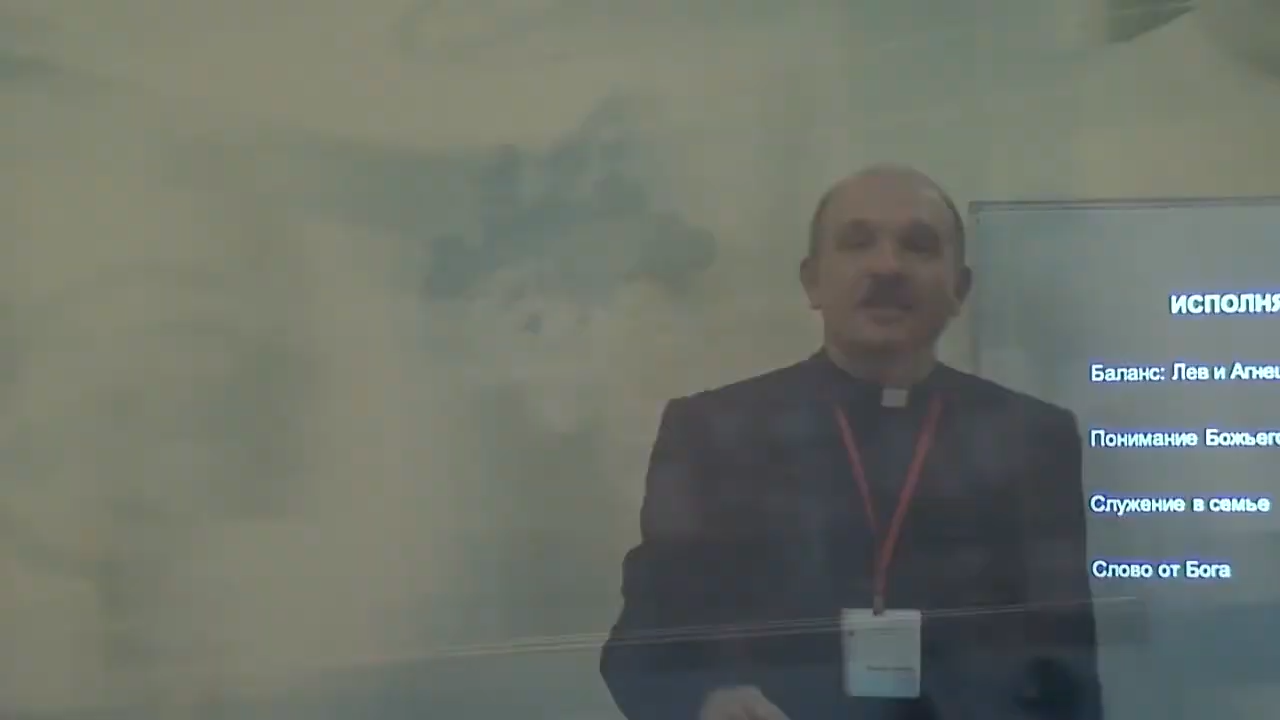 ИСПОЛНЯ
Баланс: Лев и Агнец
Понимание Божьего
Служение в семье
Слово от Бога